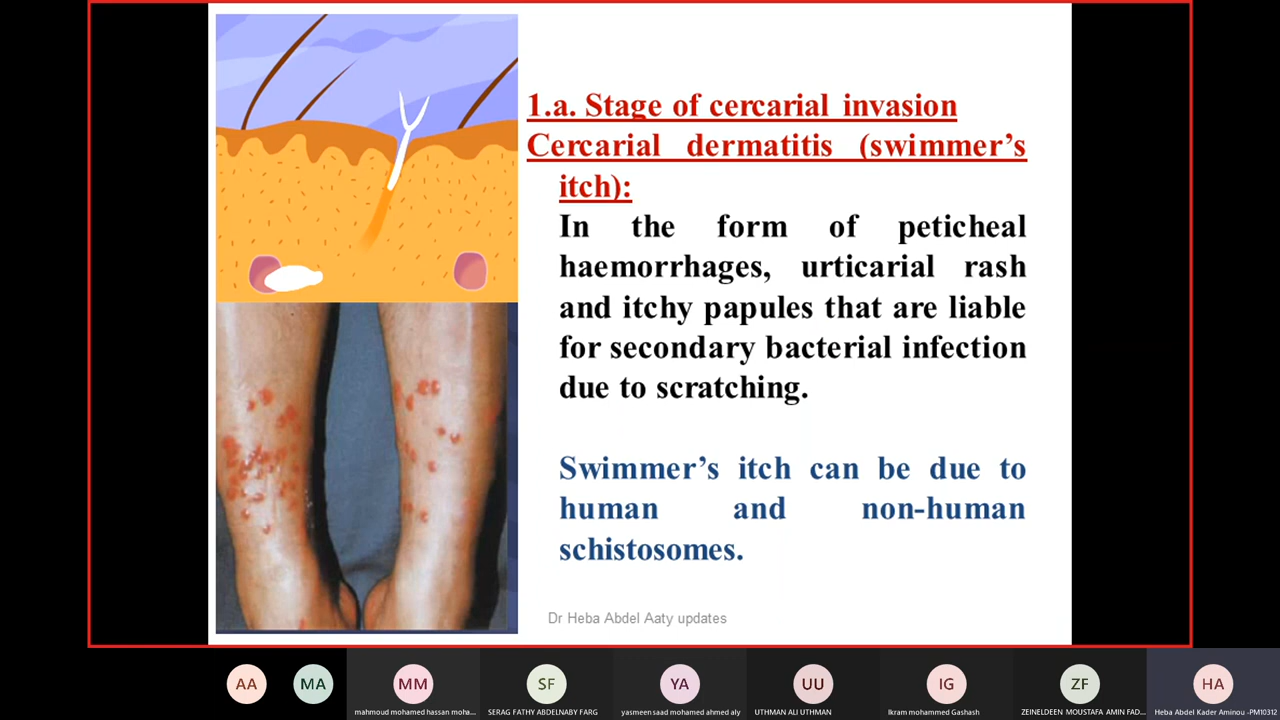 1.a. Stage of cercarial invasion
Cercarial dermatitis (swimmer's
itch):
In the form of peticheal
haemorrhages, urticarial rash
and itchy papules that are liable
for secondary bacterial infection
due to scratching.
Swimmer's itch can be due to
human and non-human
schistosomes.
Dr Heba Abdel Aaty updates
AA MA MM SF YA UU IG ZF HA
mahmoud mohamed hassan moha... SERAG FATHY ABDELNABY FARG yasmeen saad mohamed ahmed aly UTHMAN ALI UTHMAN Ikram mohammed Gashash ZEINELDEEN MOUSTAFA AMIN FAD... Heba Abdel Kader Aminou -PM10312